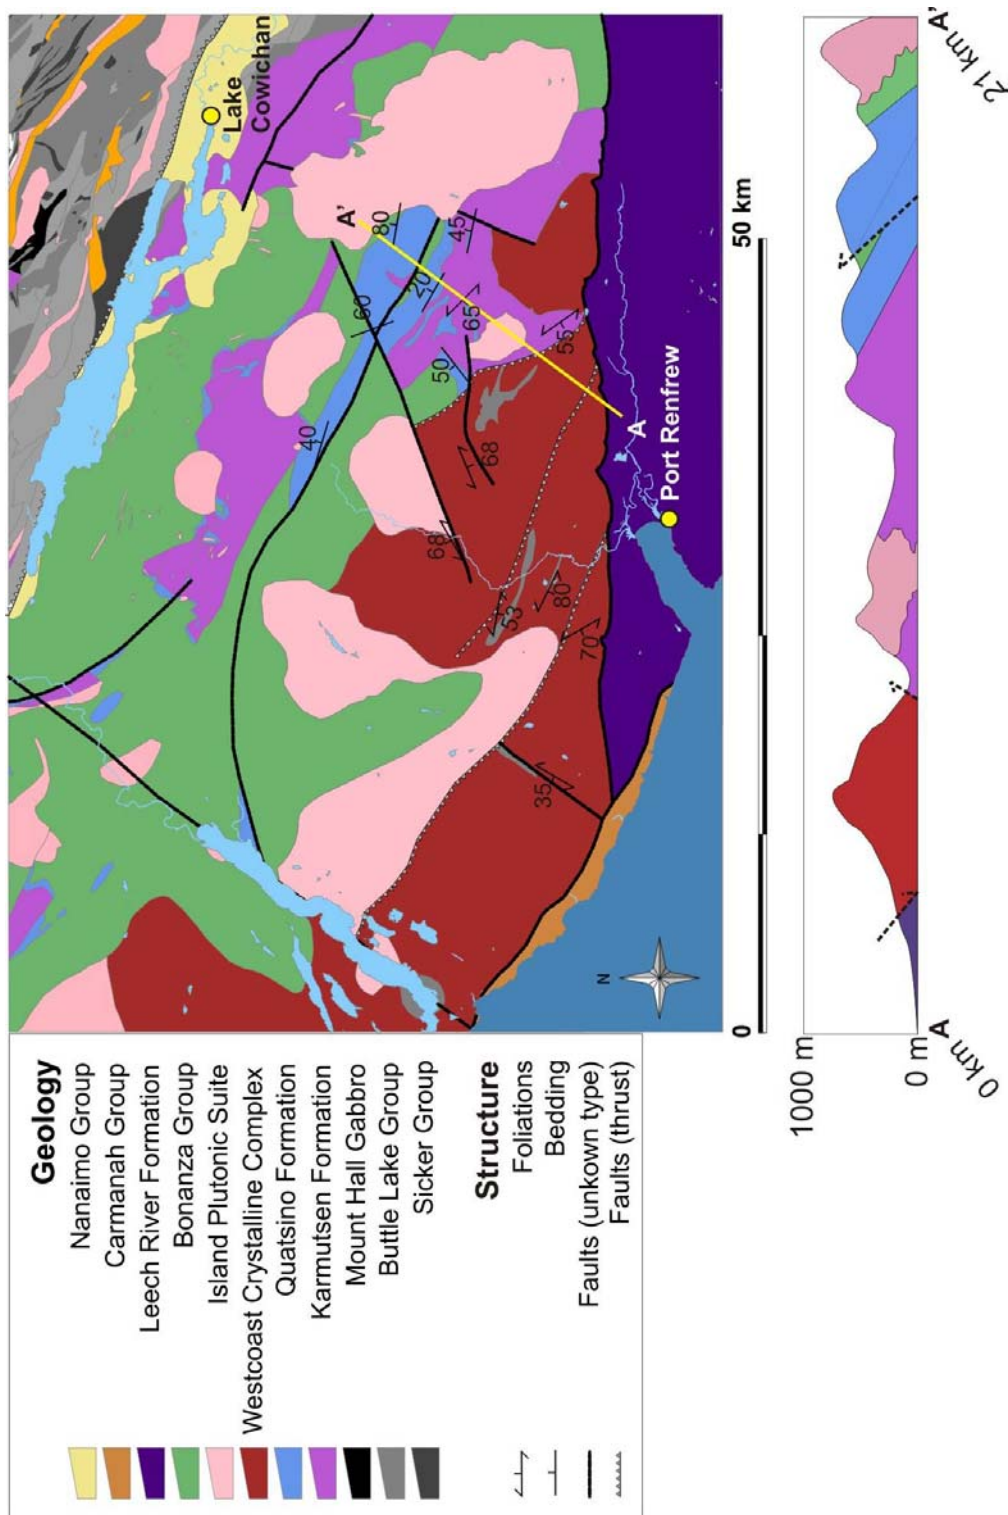 Geology
Nanaimo Group
Carmanah Group
Leech River Formation
Bonanza Group
Island Plutonic Suite
Westcoast Crystalline Complex
Quatsino Formation
Karmutsen Formation
Mount Hall Gabbro
Buttle Lake Group
Sicker Group
Structure
Foliations
Bedding
Faults (unkown type)
Faults (thrust)
Lake
Cowichan
A'
80
60
20
45
40
50
65
55
68
68
53
80
70
35
A
Port Renfrew
N
0
50 km
1000 m
0 m
A
0 km
A'
21 km
?
?
?